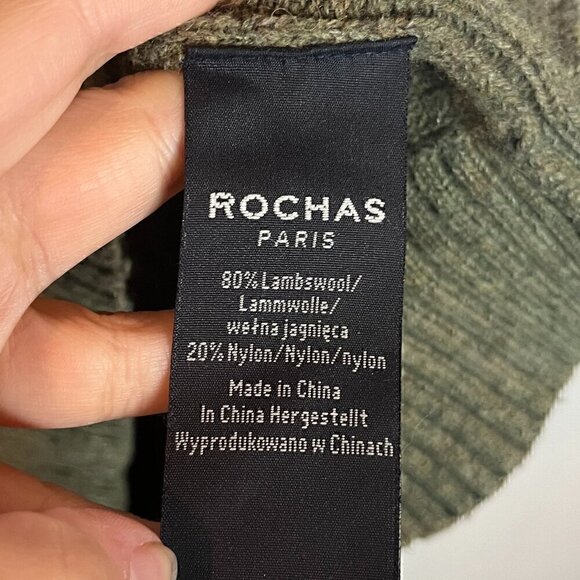 ROCHAS
PARIS
80% Lambswool/
Lammwolle/
wełna jagnięca
20% Nylon/Nylon/nylon
Made in China
In China Hergestellt
Wyprodukowano w Chinach